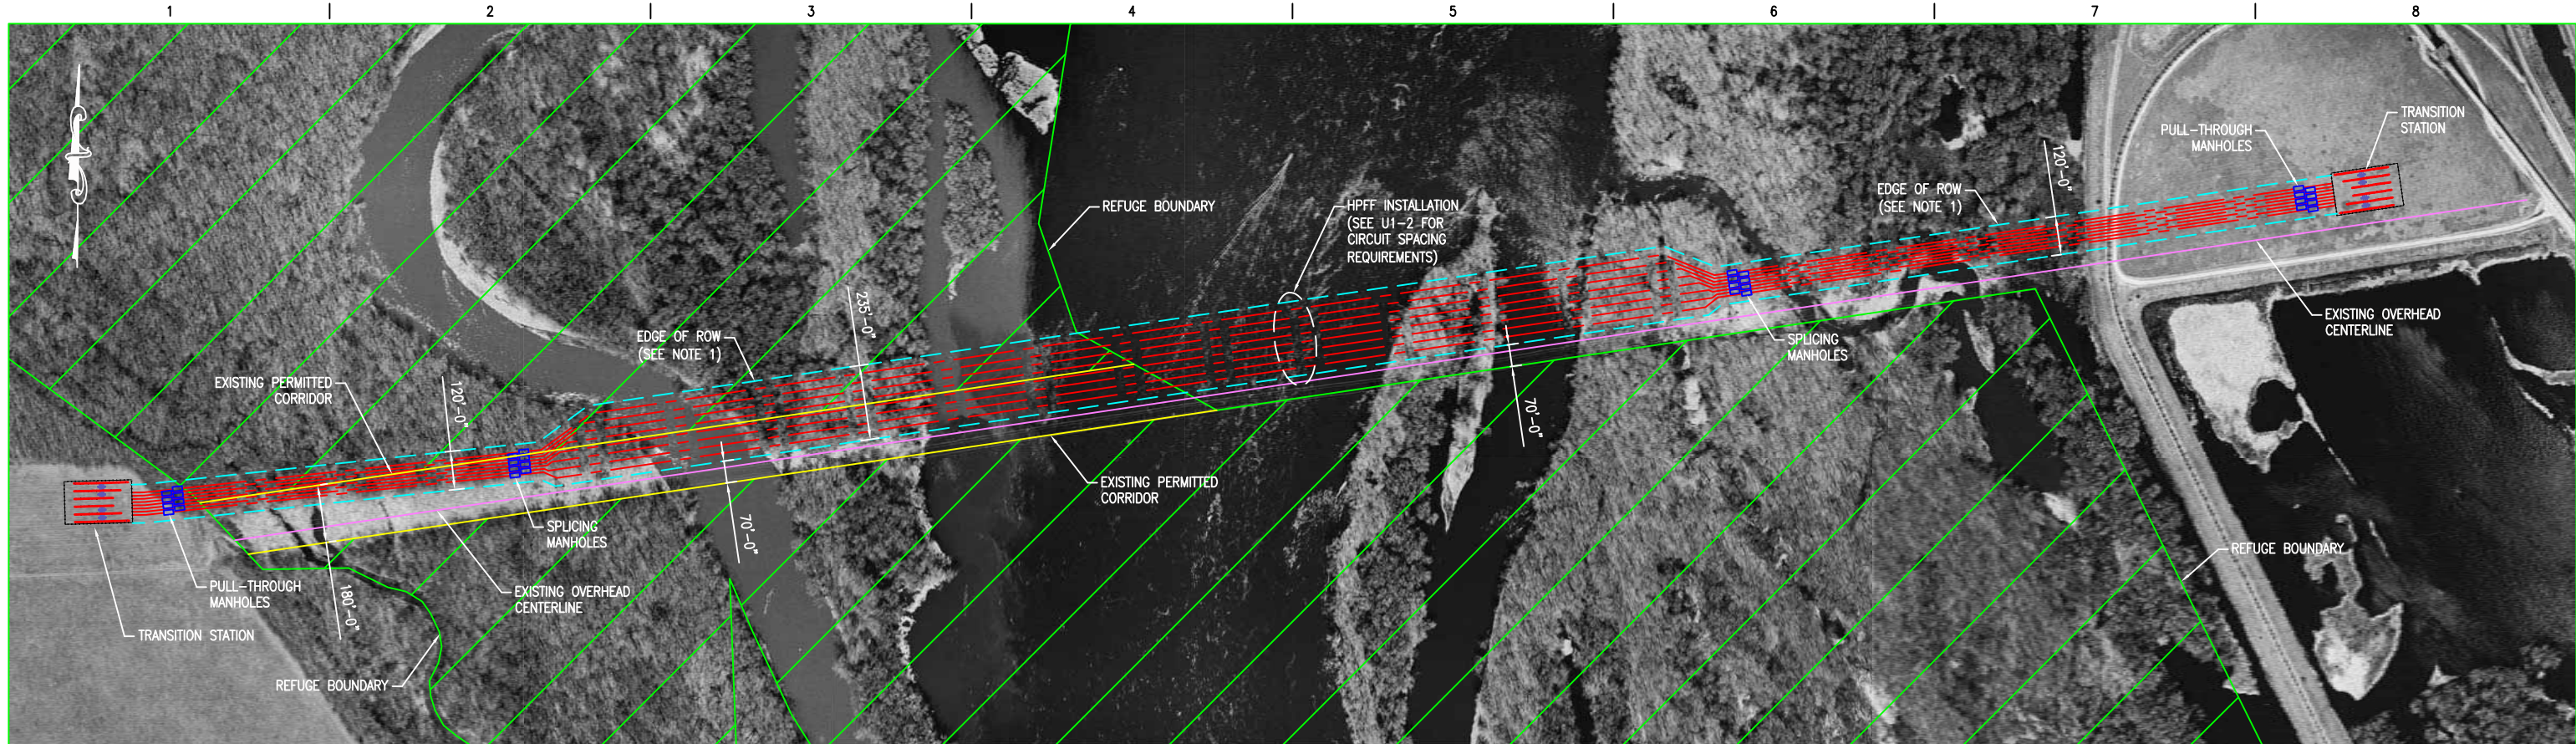 1 2 3 4 5 6 7 8
TRANSITION
STATION
PULL-THROUGH
MANHOLES
120'-0"
EDGE OF ROW
(SEE NOTE 1)
REFUGE BOUNDARY
HPFF INSTALLATION
(SEE U1-2 FOR
CIRCUIT SPACING
REQUIREMENTS)
235'-0"
EXISTING OVERHEAD
CENTERLINE
SPLICING
MANHOLES
EDGE OF ROW
(SEE NOTE 1)
EXISTING PERMITTED
CORRIDOR
120'-0"
70'-0"
EXISTING PERMITTED
CORRIDOR
SPLICING
MANHOLES
70'-0"
REFUGE BOUNDARY
PULL-THROUGH
MANHOLES
180'-0"
EXISTING OVERHEAD
CENTERLINE
TRANSITION STATION
REFUGE BOUNDARY